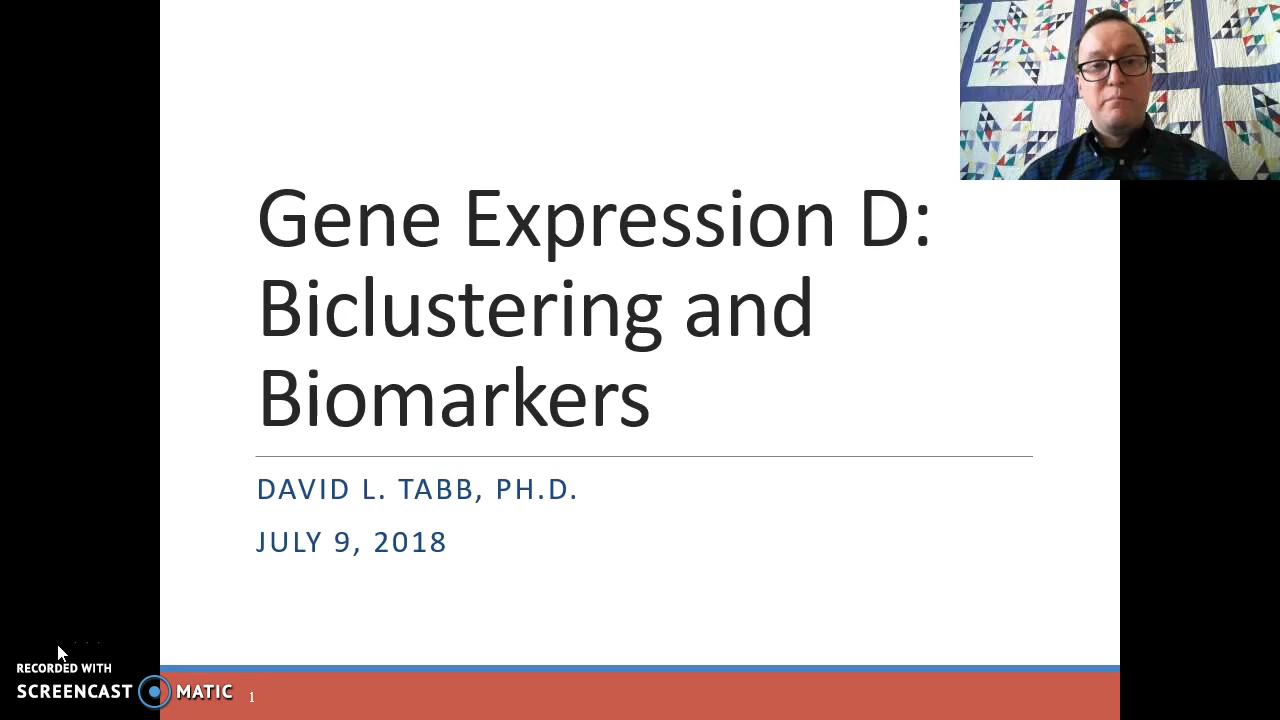 Gene Expression D:
Biclustering and
Biomarkers
DAVID L. TABB, PH.D.
JULY 9, 2018
RECORDED WITH
SCREENCAST MATIC
1